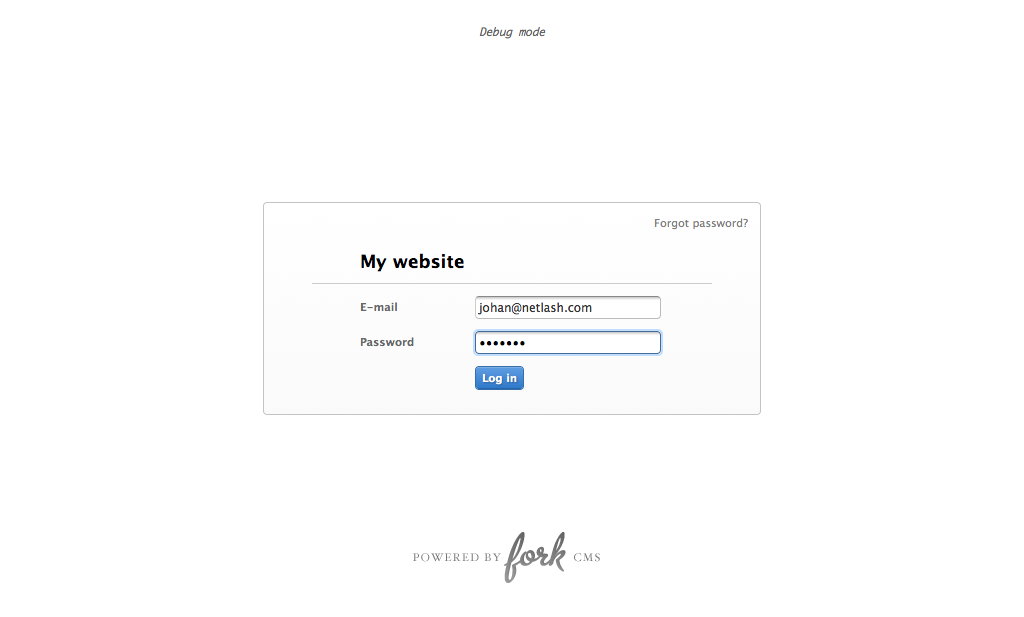 Debug mode
Forgot password?
My website
E-mail
johan@netlash.com
Password
•••••••
Log in
POWERED BY fork CMS